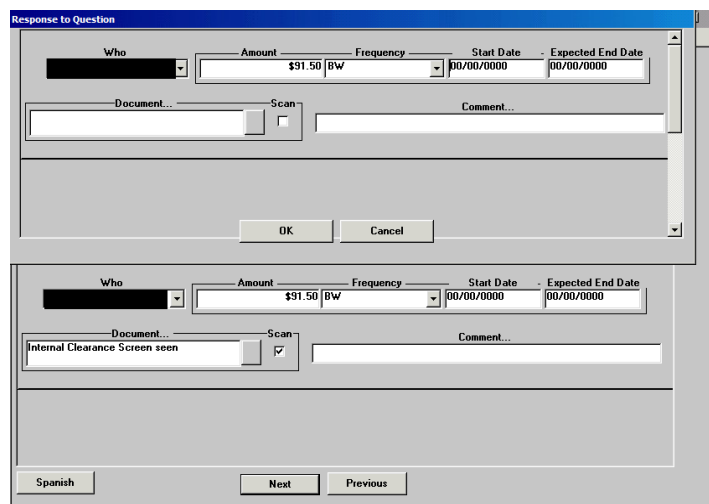 Response to Question
Who Amount Frequency Start Date - Expected End Date
$91.50 BW 00/00/0000 00/00/0000
Document... Scan Comment...
OK Cancel
Who Amount Frequency Start Date - Expected End Date
$91.50 BW 00/00/0000 00/00/0000
Document... Scan Comment...
Internal Clearance Screen seen
Spanish Next Previous